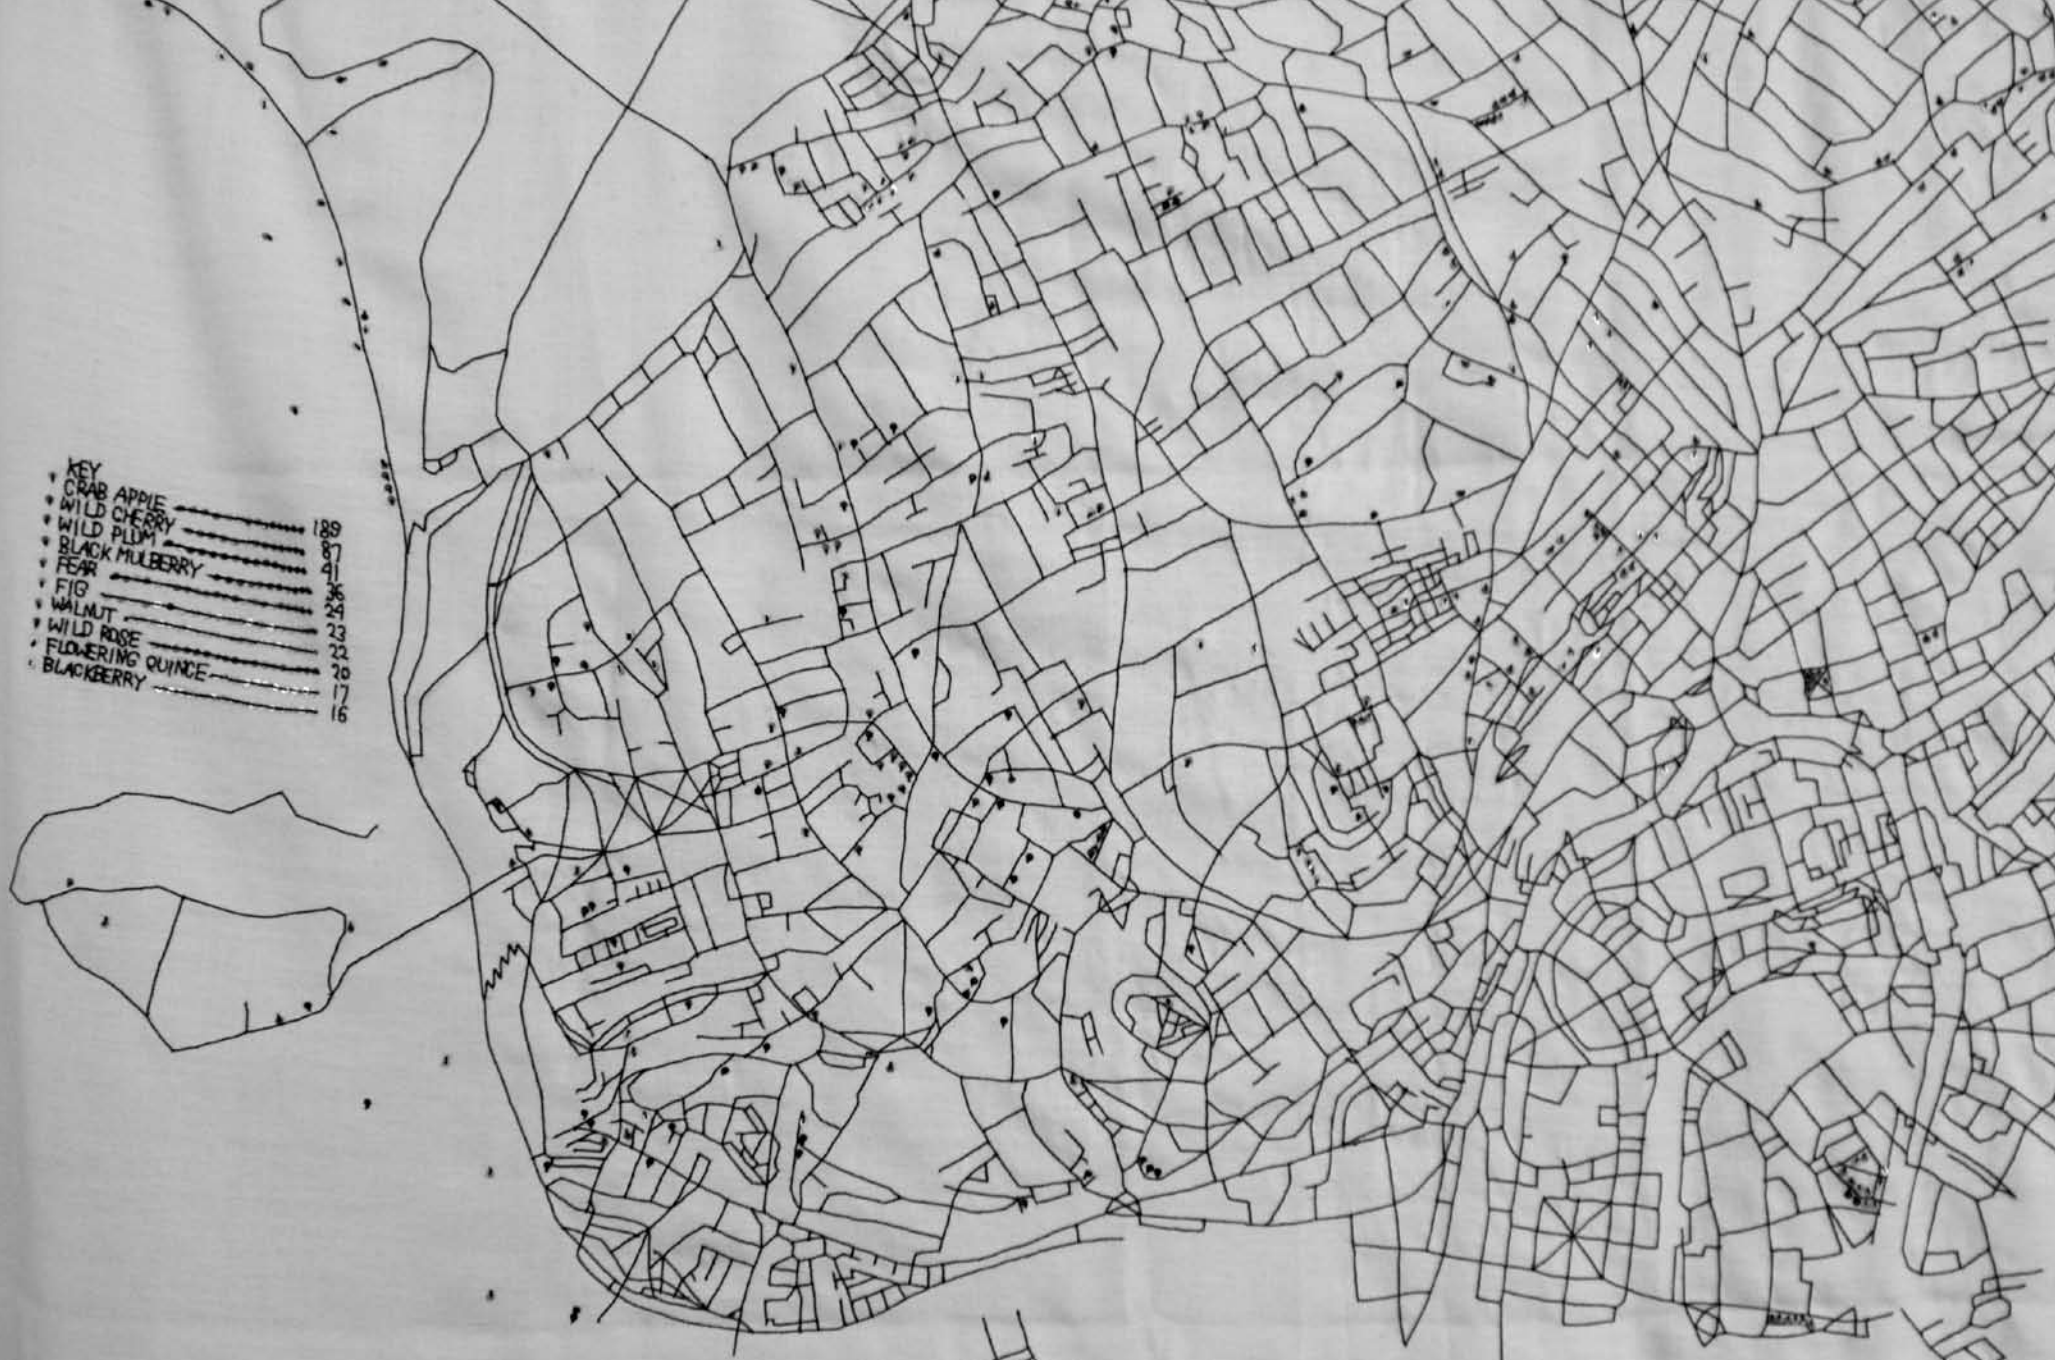 KEY
CRAB APPLE 189
WILD CHERRY 87
WILD PLUM 41
BLACK MULBERRY 36
PEAR 24
FIG 23
WALNUT 22
WILD ROSE 20
FLOWERING QUINCE 17
BLACKBERRY 16